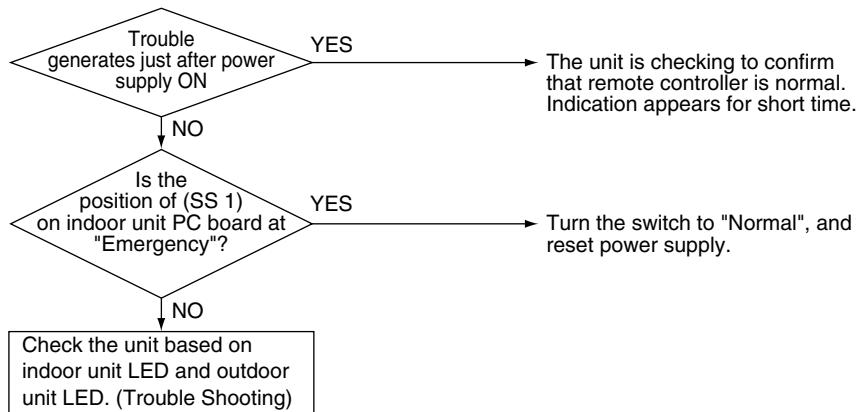 Trouble
generates just after power
supply ON
YES
The unit is checking to confirm
that remote controller is normal.
Indication appears for short time.
NO
Is the
position of (SS 1)
on indoor unit PC board at
"Emergency"?
YES
Turn the switch to "Normal", and
reset power supply.
NO
Check the unit based on
indoor unit LED and outdoor
unit LED. (Trouble Shooting)